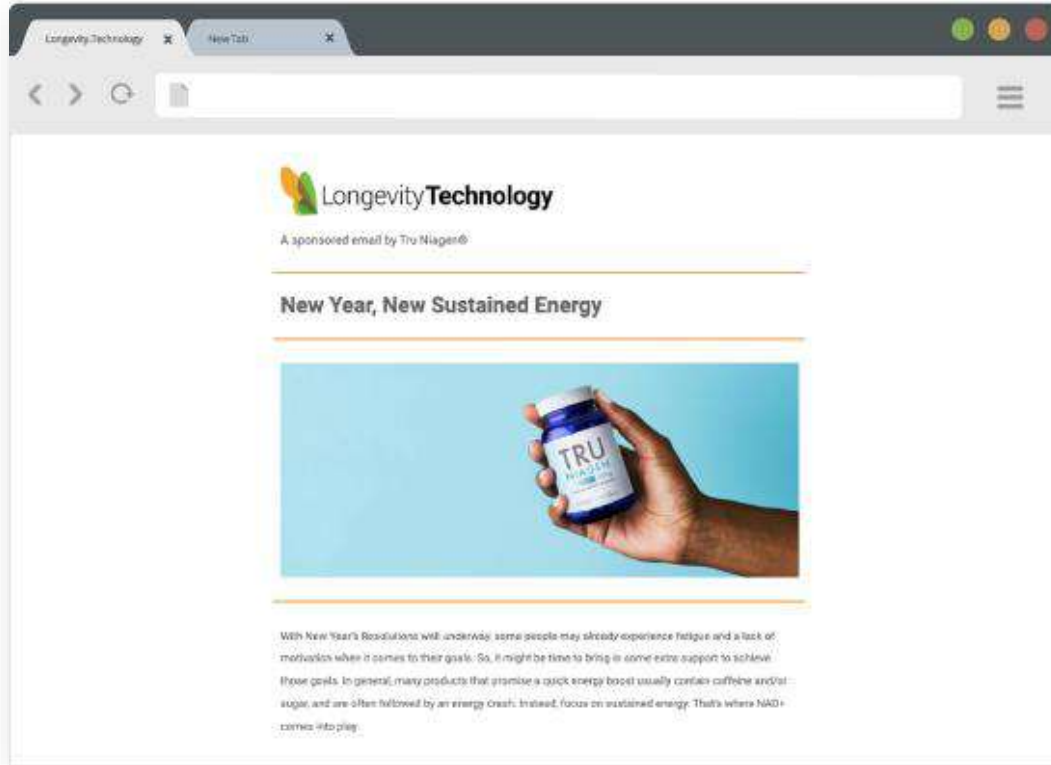 Longevity.Technology
New Tab
LongevityTechnology
A sponsored email by Tru Niagen®
New Year, New Sustained Energy
TRU
NIAGEN
With New Year's Resolutions well underway, some people may already experience fatigue and a lack of
motivation when it comes to their goals. So, it might be time to bring in some extra support to achieve
those goals. In general, many products that promise a quick energy boost usually contain caffeine and/or
sugar, and are often followed by an energy crash. Instead, focus on sustained energy. That's where NAD+
comes into play.